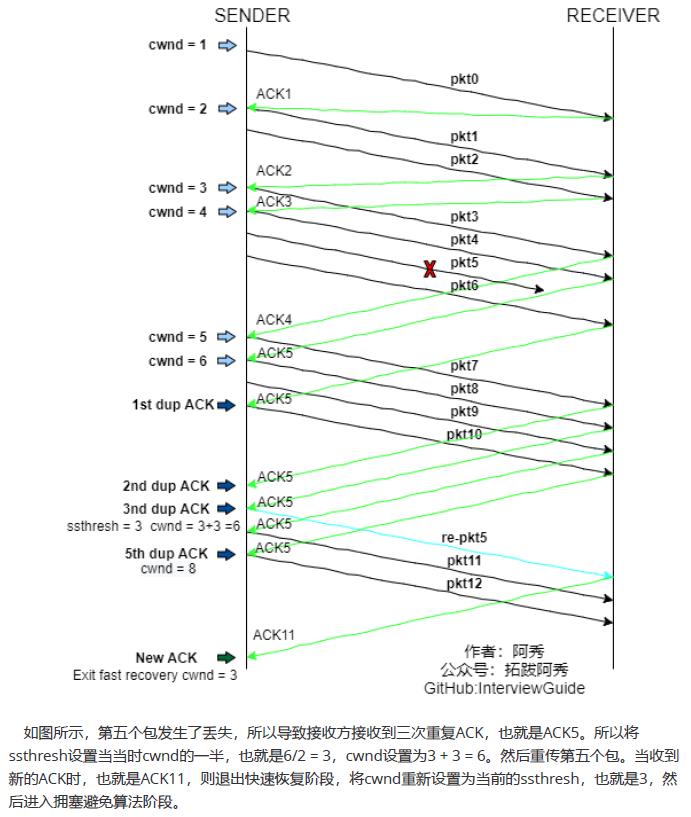 SENDER RECEIVER
cwnd = 1
pkt0
ACK1
cwnd = 2
pkt1
pkt2
ACK2
cwnd = 3
ACK3
cwnd = 4
pkt3
pkt4
pkt5
X
pkt6
ACK4
cwnd = 5
ACK5
cwnd = 6
pkt7
pkt8
ACK5
1st dup ACK
pkt9
pkt10
ACK5
2nd dup ACK
ACK5
3nd dup ACK
ssthresh = 3 cwnd = 3+3 =6
ACK5
re-pkt5
ACK5
5th dup ACK
cwnd = 8
pkt11
pkt12
ACK11
New ACK
Exit fast recovery cwnd = 3
作者：阿秀
公众号：拓跋阿秀
GitHub:InterviewGuide
如图所示，第五个包发生了丢失，所以导致接收方接收到三次重复ACK，也就是ACK5。所以将
ssthresh设置当当时cwnd的一半，也就是6/2 = 3，cwnd设置为3 + 3 = 6。然后重传第五个包。当收到
新的ACK时，也就是ACK11，则退出快速恢复阶段，将cwnd重新设置为当前的ssthresh，也就是3，然
后进入拥塞避免算法阶段。